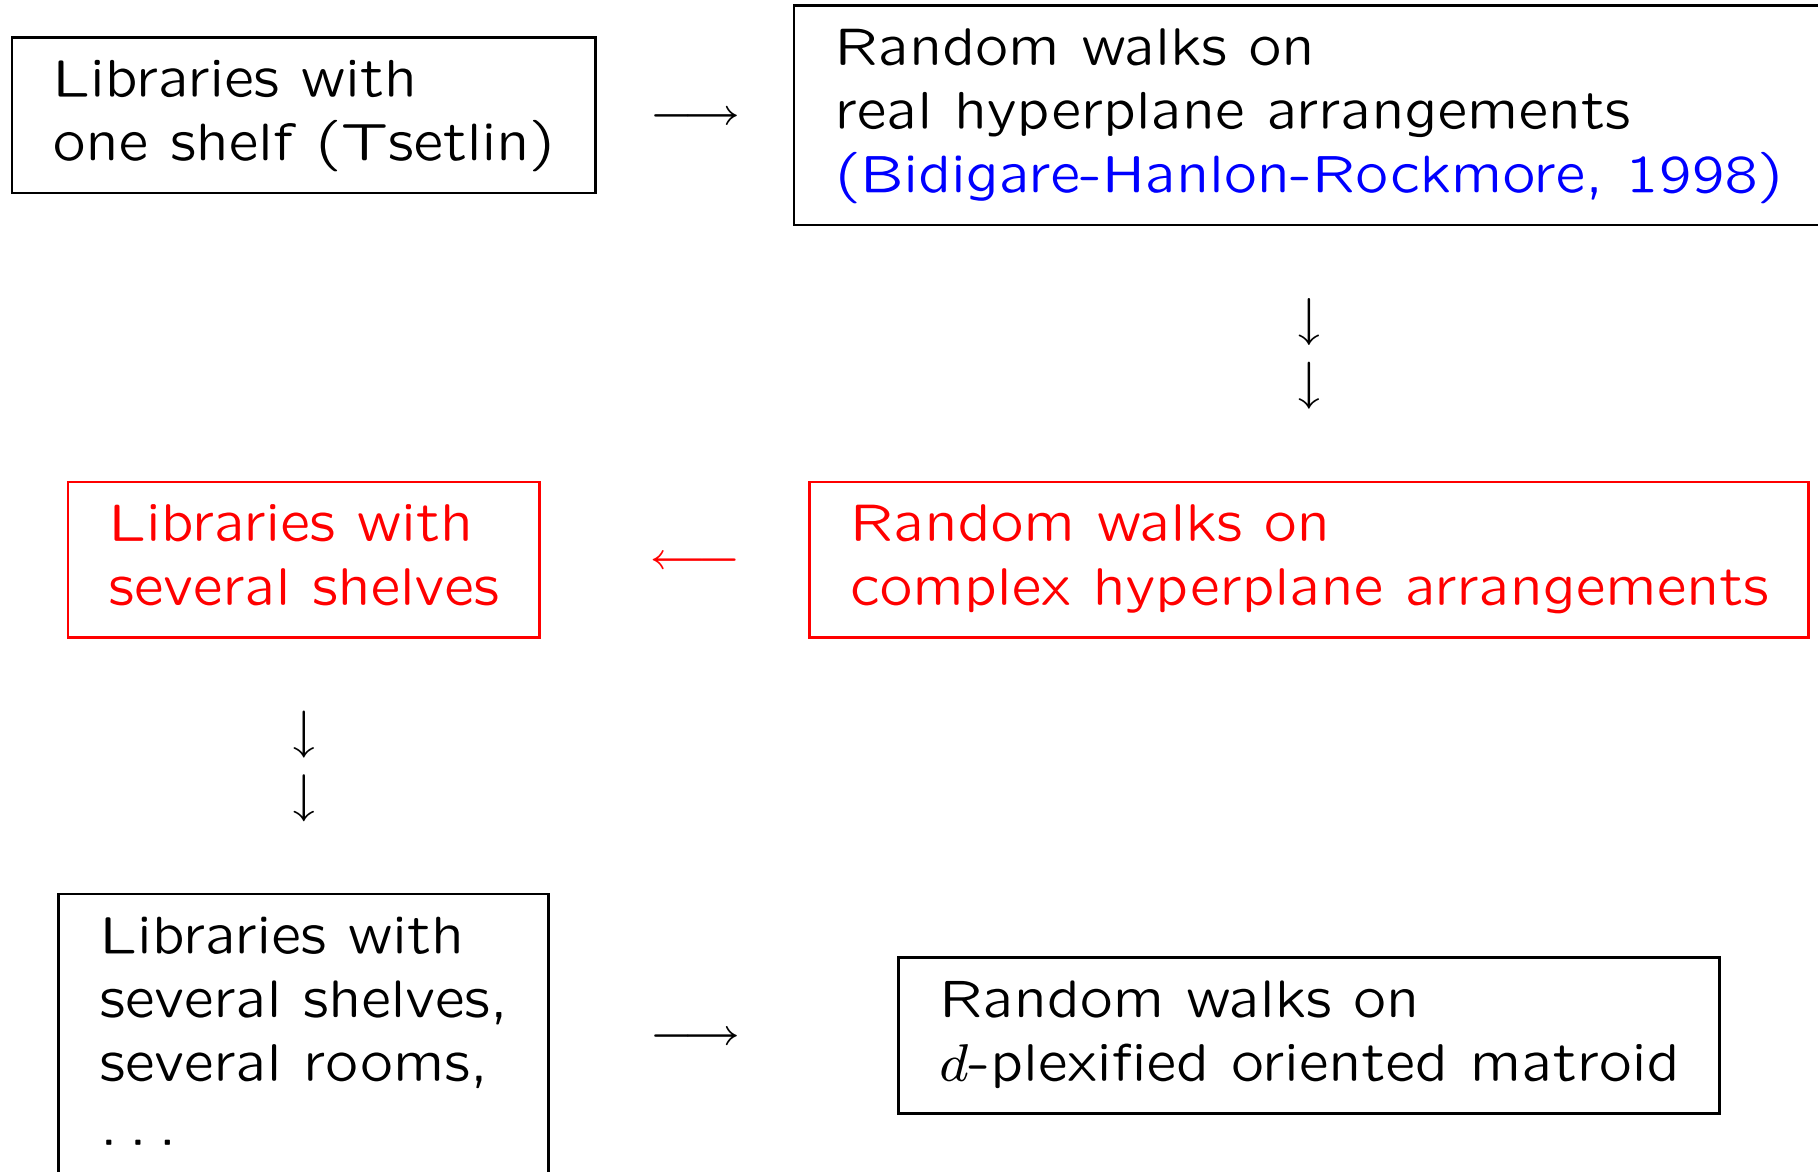 Libraries with
one shelf (Tsetlin)
Random walks on
real hyperplane arrangements
(Bidigare-Hanlon-Rockmore, 1998)
Libraries with
several shelves
Random walks on
complex hyperplane arrangements
Libraries with
several shelves,
several rooms,
...
Random walks on
d-plexified oriented matroid